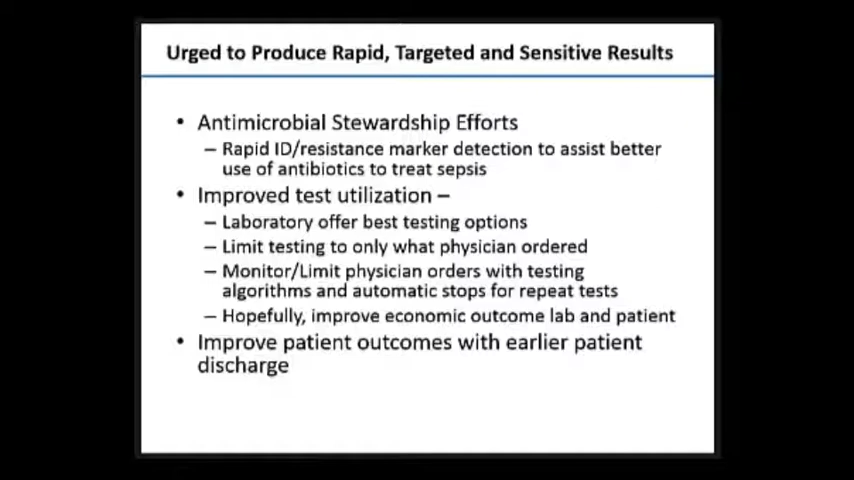 Urged to Produce Rapid, Targeted and Sensitive Results
• Antimicrobial Stewardship Efforts
– Rapid ID/resistance marker detection to assist better
use of antibiotics to treat sepsis
• Improved test utilization –
– Laboratory offer best testing options
– Limit testing to only what physician ordered
– Monitor/Limit physician orders with testing
algorithms and automatic stops for repeat tests
– Hopefully, improve economic outcome lab and patient
• Improve patient outcomes with earlier patient
discharge